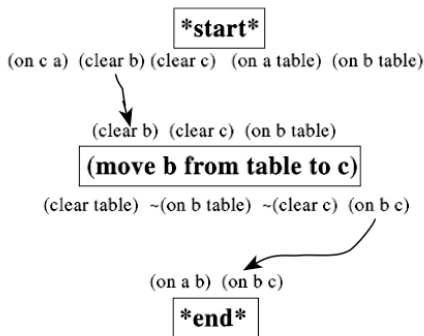 *start*
(on c a) (clear b) (clear c) (on a table) (on b table)
(clear b) (clear c) (on b table)
(move b from table to c)
(clear table) ~(on b table) ~(clear c) (on b c)
(on a b) (on b c)
*end*